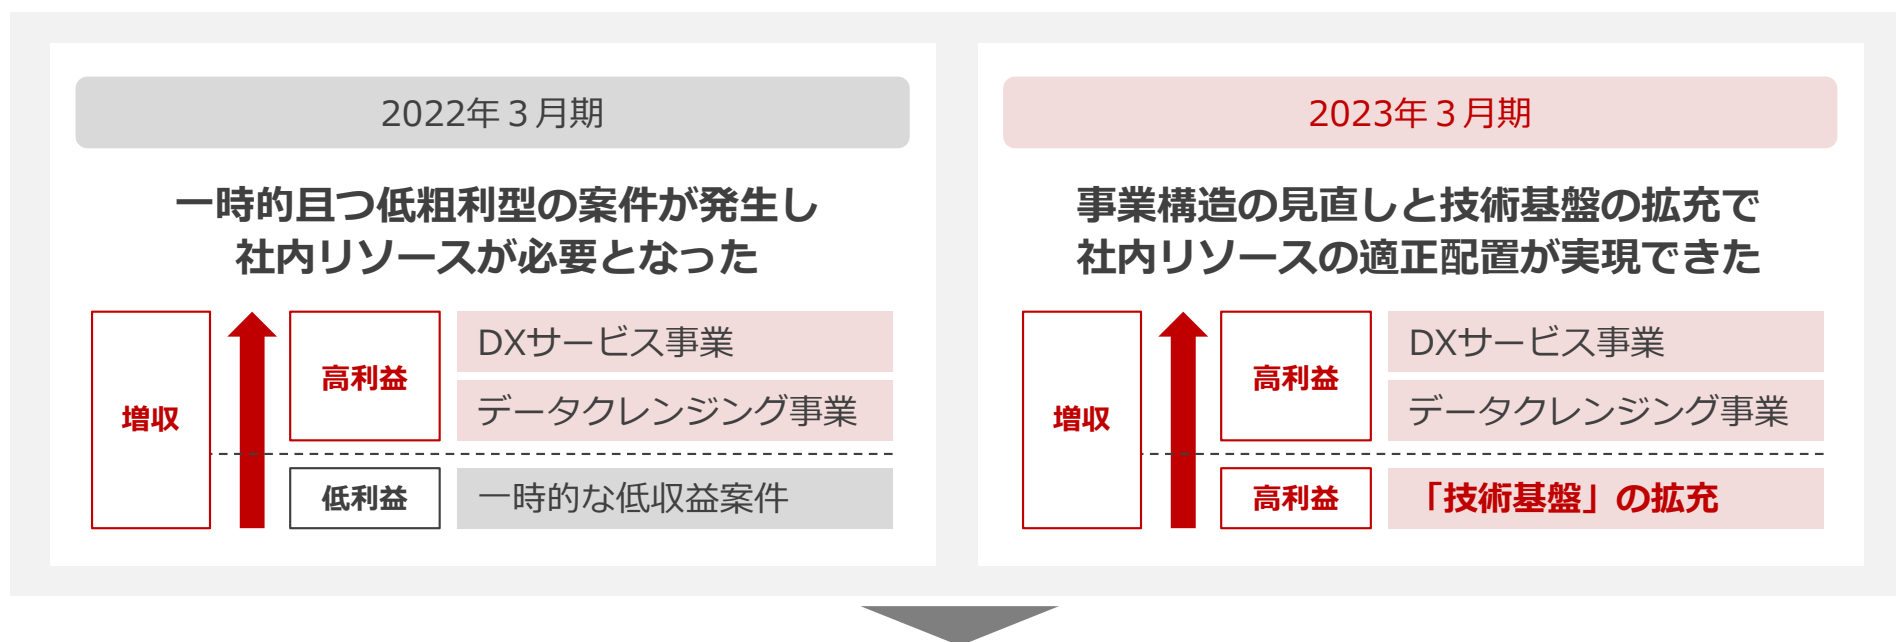 2022年３月期
一時的且つ低粗利型の案件が発生し
社内リソースが必要となった
増収
高利益
DXサービス事業
データクレンジング事業
低利益
一時的な低収益案件
2023年３月期
事業構造の見直しと技術基盤の拡充で
社内リソースの適正配置が実現できた
増収
高利益
DXサービス事業
データクレンジング事業
高利益
「技術基盤」の拡充